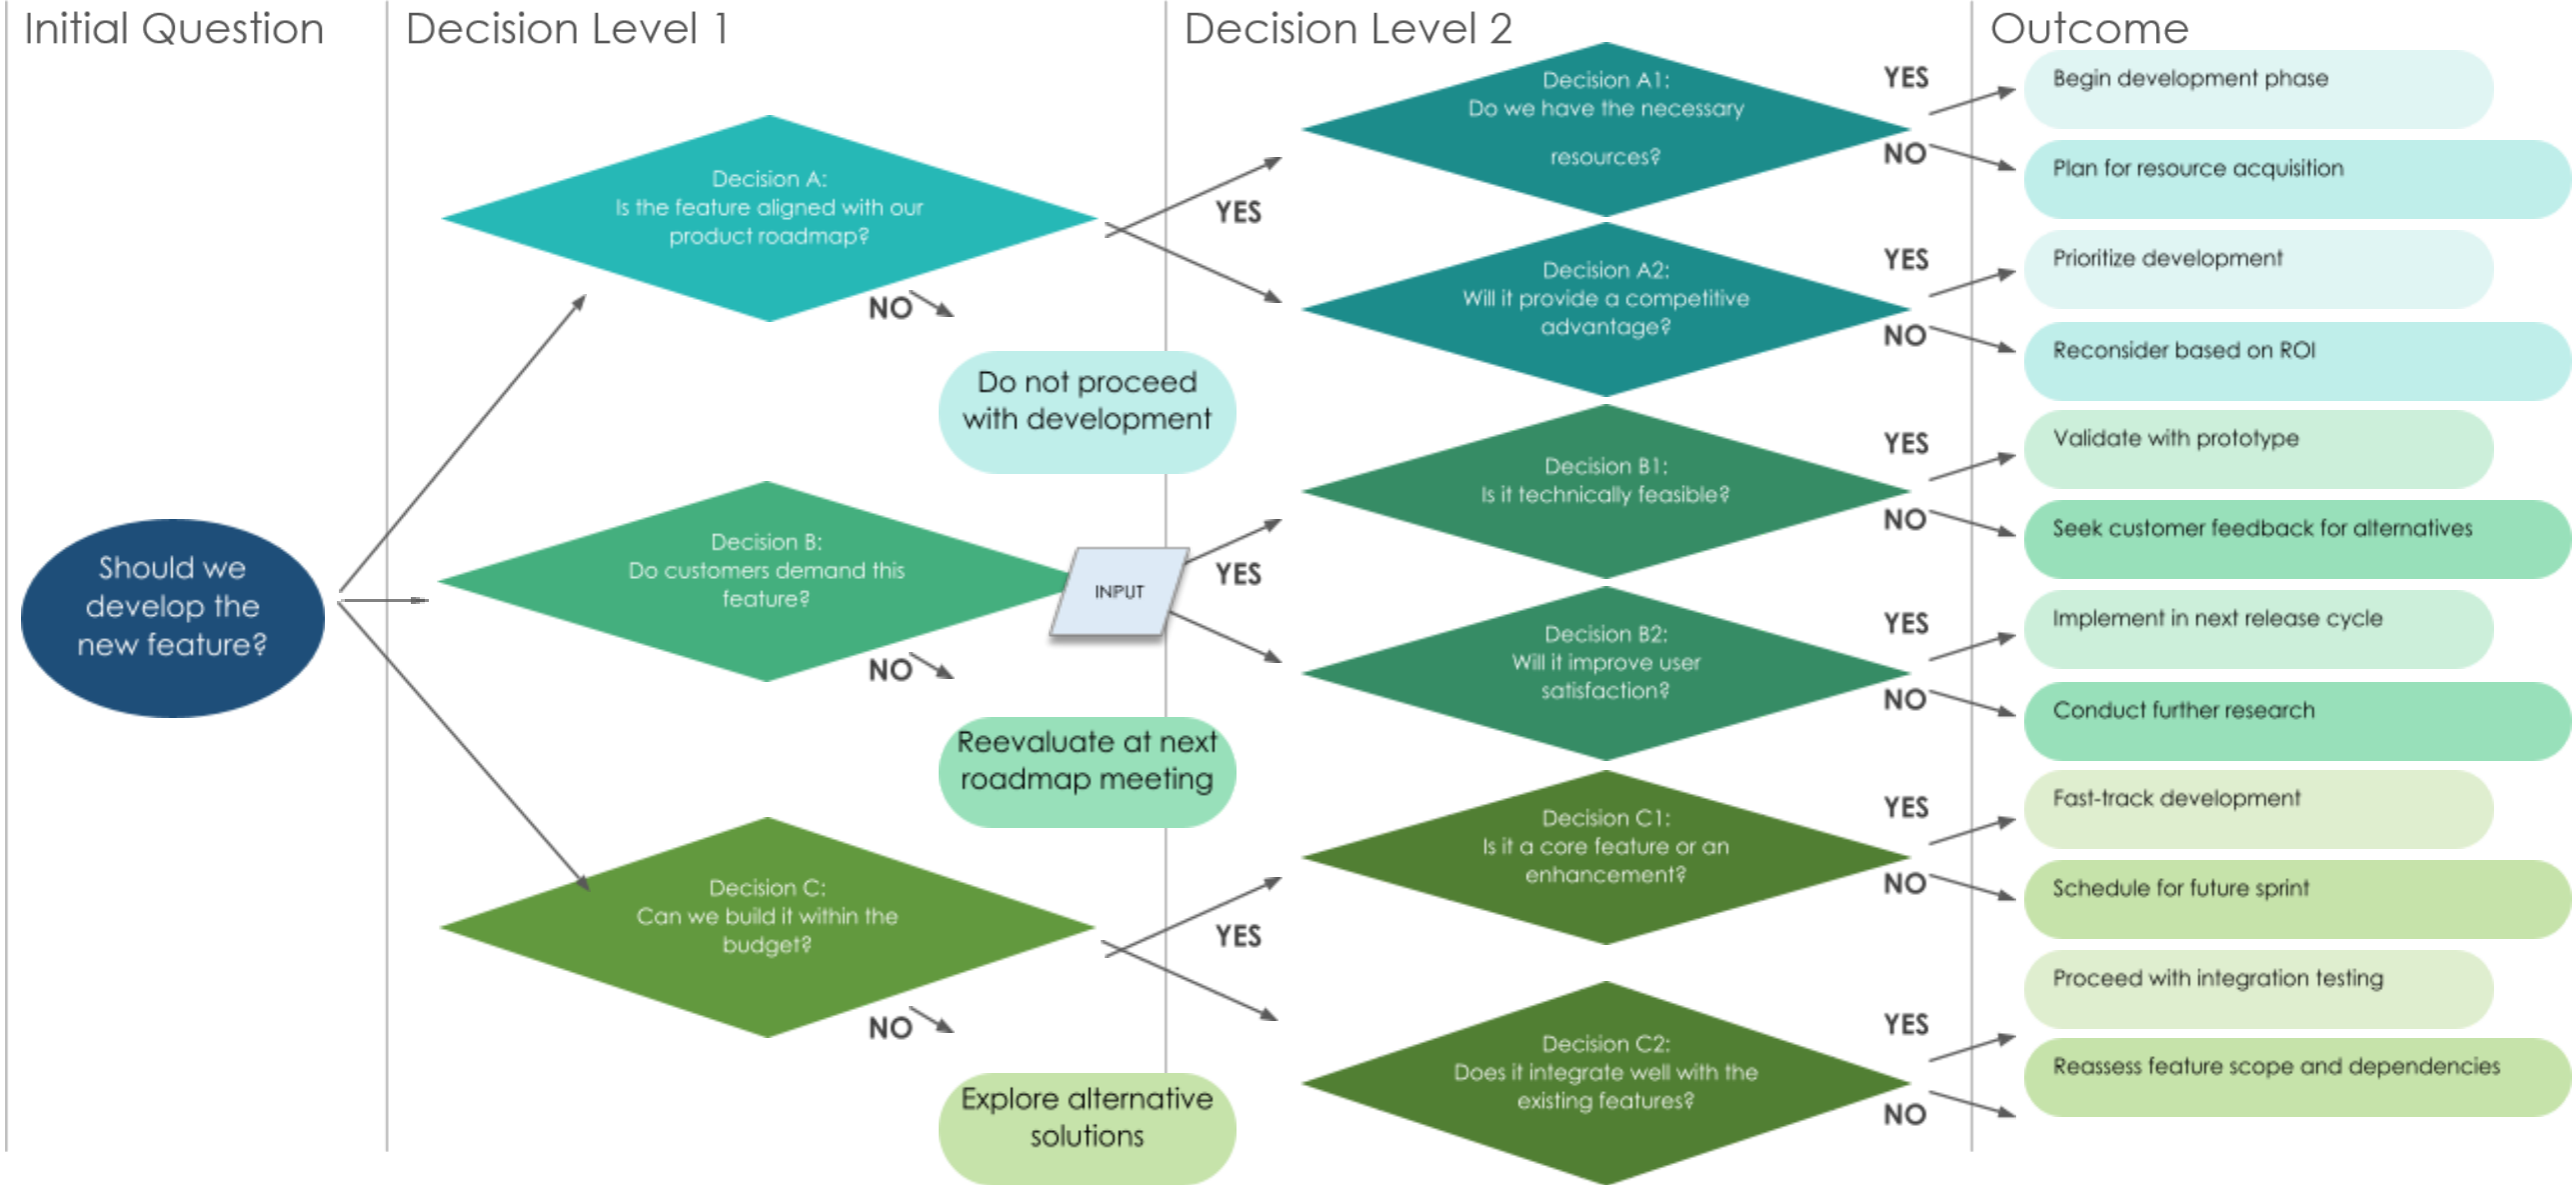 Initial Question
Decision Level 1
Decision Level 2
Outcome
Should we
develop the
new feature?
Decision A:
Is the feature aligned with our
product roadmap?
YES
NO
Do not proceed
with development
Decision B:
Do customers demand this
feature?
INPUT
YES
NO
Reevaluate at next
roadmap meeting
Decision C:
Can we build it within the
budget?
YES
NO
Explore alternative
solutions
Decision A1:
Do we have the necessary
resources?
YES
NO
Decision A2:
Will it provide a competitive
advantage?
YES
NO
Decision B1:
Is it technically feasible?
YES
NO
Decision B2:
Will it improve user
satisfaction?
YES
NO
Decision C1:
Is it a core feature or an
enhancement?
YES
NO
Decision C2:
Does it integrate well with the
existing features?
YES
NO
Begin development phase
Plan for resource acquisition
Prioritize development
Reconsider based on ROI
Validate with prototype
Seek customer feedback for alternatives
Implement in next release cycle
Conduct further research
Fast-track development
Schedule for future sprint
Proceed with integration testing
Reassess feature scope and dependencies